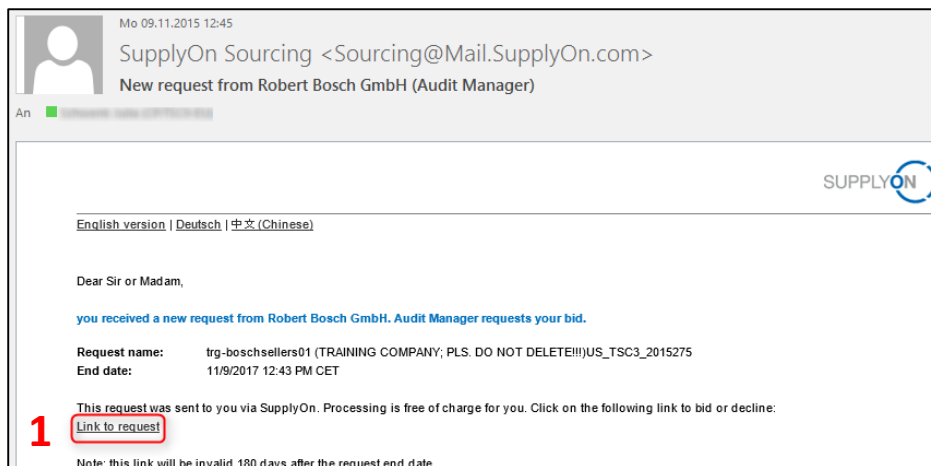 Mo 09.11.2015 12:45
SupplyOn Sourcing <Sourcing@Mail.SupplyOn.com>
New request from Robert Bosch GmbH (Audit Manager)
An
SUPPLYON
English version | Deutsch | 中文 (Chinese)
Dear Sir or Madam,
you received a new request from Robert Bosch GmbH. Audit Manager requests your bid.
Request name: trg-boschsellers01 (TRAINING COMPANY; PLS. DO NOT DELETE!!!)US_TSC3_2015275
End date: 11/9/2017 12:43 PM CET
This request was sent to you via SupplyOn. Processing is free of charge for you. Click on the following link to bid or decline:
1 Link to request
Note: this link will be invalid 180 days after the request end date